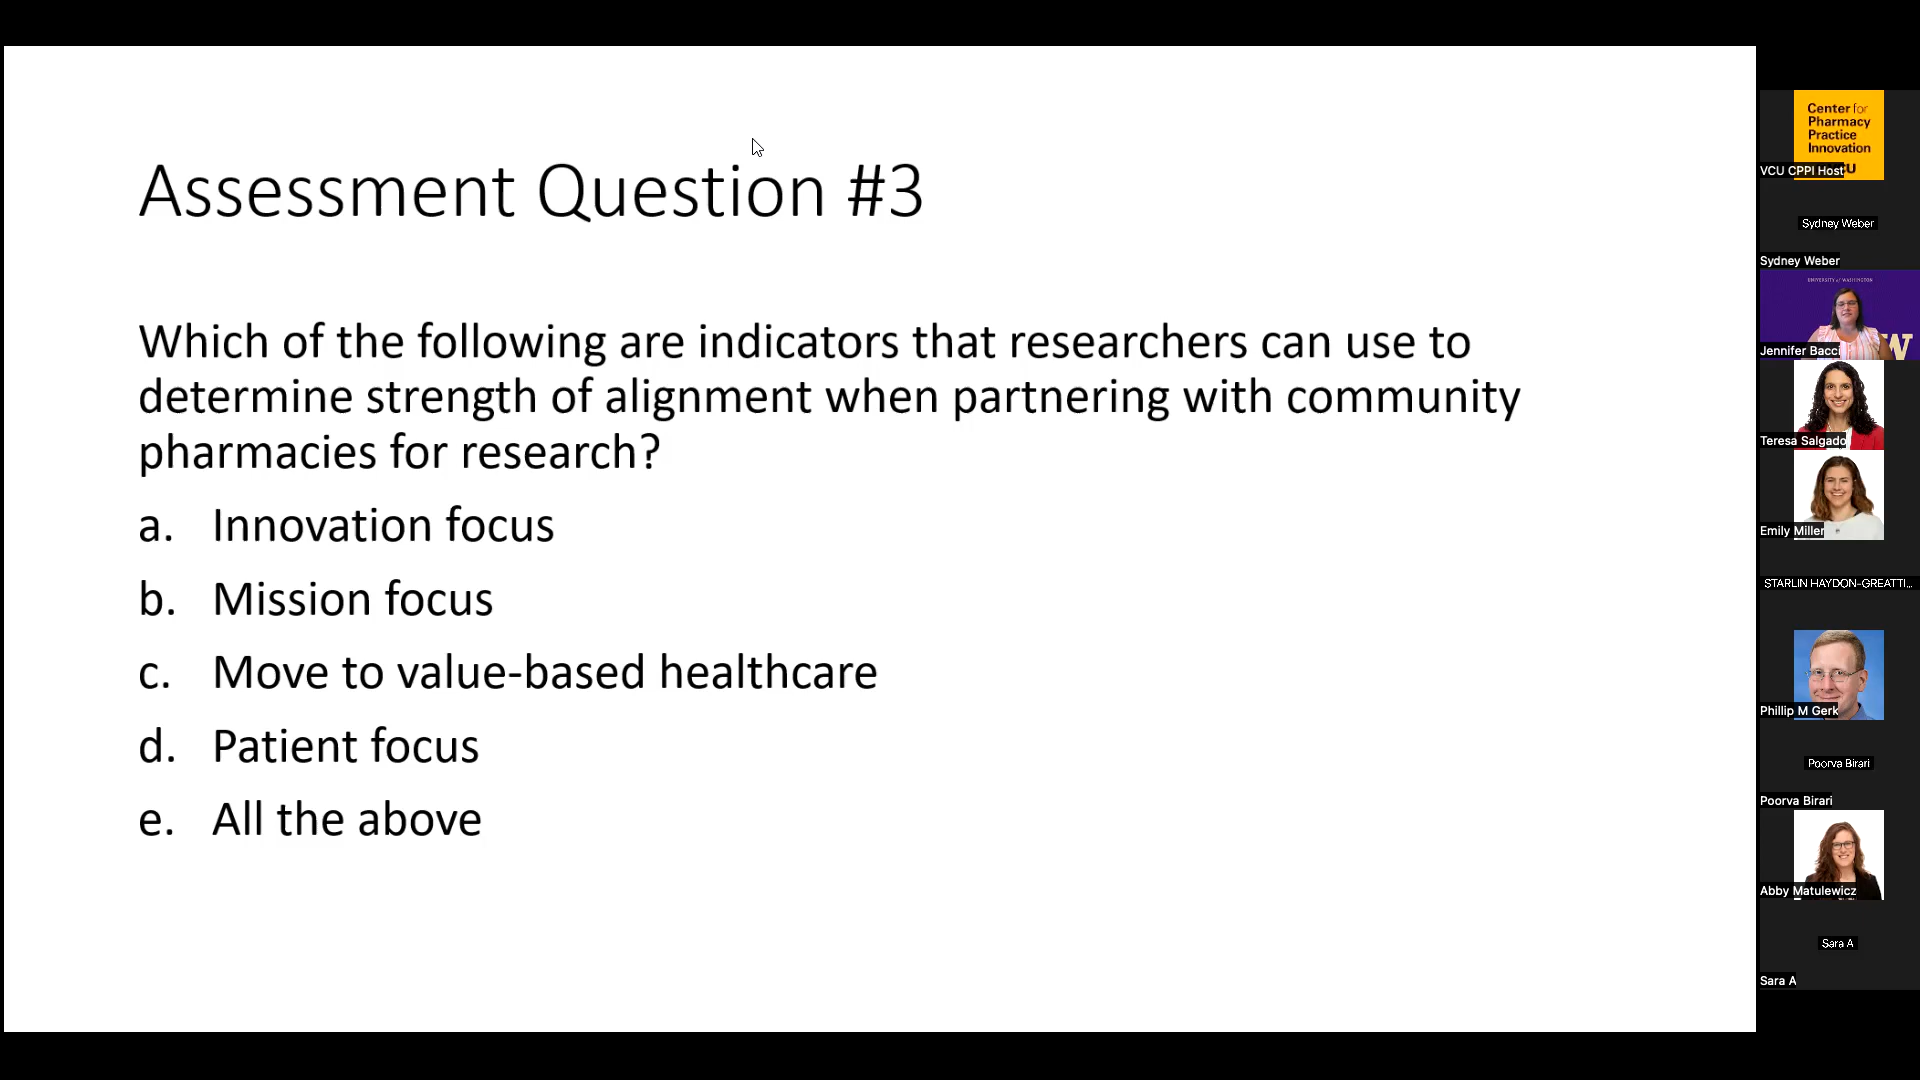 Assessment Question #3
Which of the following are indicators that researchers can use to
determine strength of alignment when partnering with community
pharmacies for research?
a. Innovation focus
b. Mission focus
c. Move to value-based healthcare
d. Patient focus
e. All the above
Center for
Pharmacy
Practice
Innovation
VCU CPPI Host
Sydney Weber
Sydney Weber
UNIVERSITY of WASHINGTON
W
Jennifer Bacci
Teresa Salgado
Emily Miller
STARLIN HAYDON-GREATTI...
Phillip M Gerk
Poorva Birari
Poorva Birari
Abby Matulewicz
Sara A
Sara A